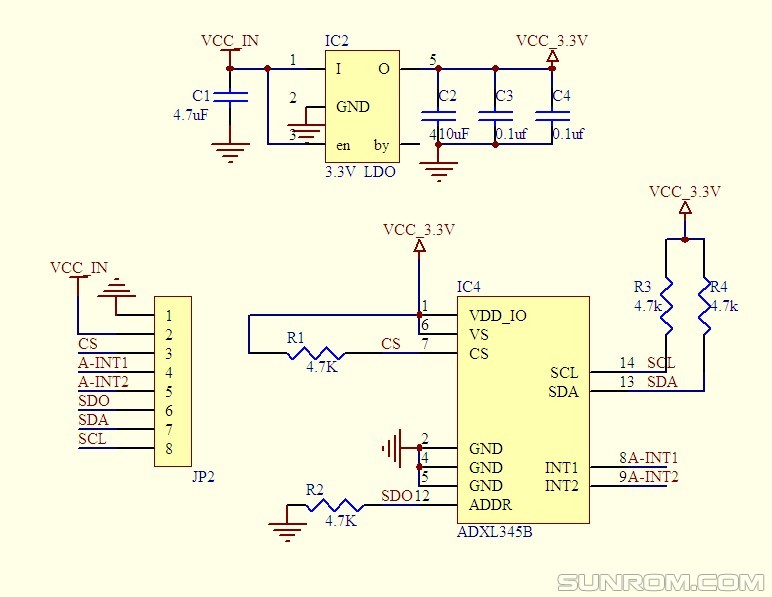 VCC_IN
IC2
VCC_3.3V
1
I
O
5
C1
4.7uF
2
GND
C2
C3
C4
3
en
by
4
10uF
0.1uf
0.1uf
3.3V LDO
VCC_3.3V
VCC_3.3V
VCC_IN
IC4
R3
4.7k
R4
4.7k
1
2
CS
3
A-INT1
4
A-INT2
5
SDO
6
SDA
7
SCL
8
JP2
1
VDD_IO
6
VS
R1
4.7K
CS
7
CS
SCL
14
SCL
SDA
13
SDA
2
GND
4
GND
INT1
8
A-INT1
5
GND
INT2
9
A-INT2
R2
4.7K
SDO
12
ADDR
ADXL345B
SUNROM.COM